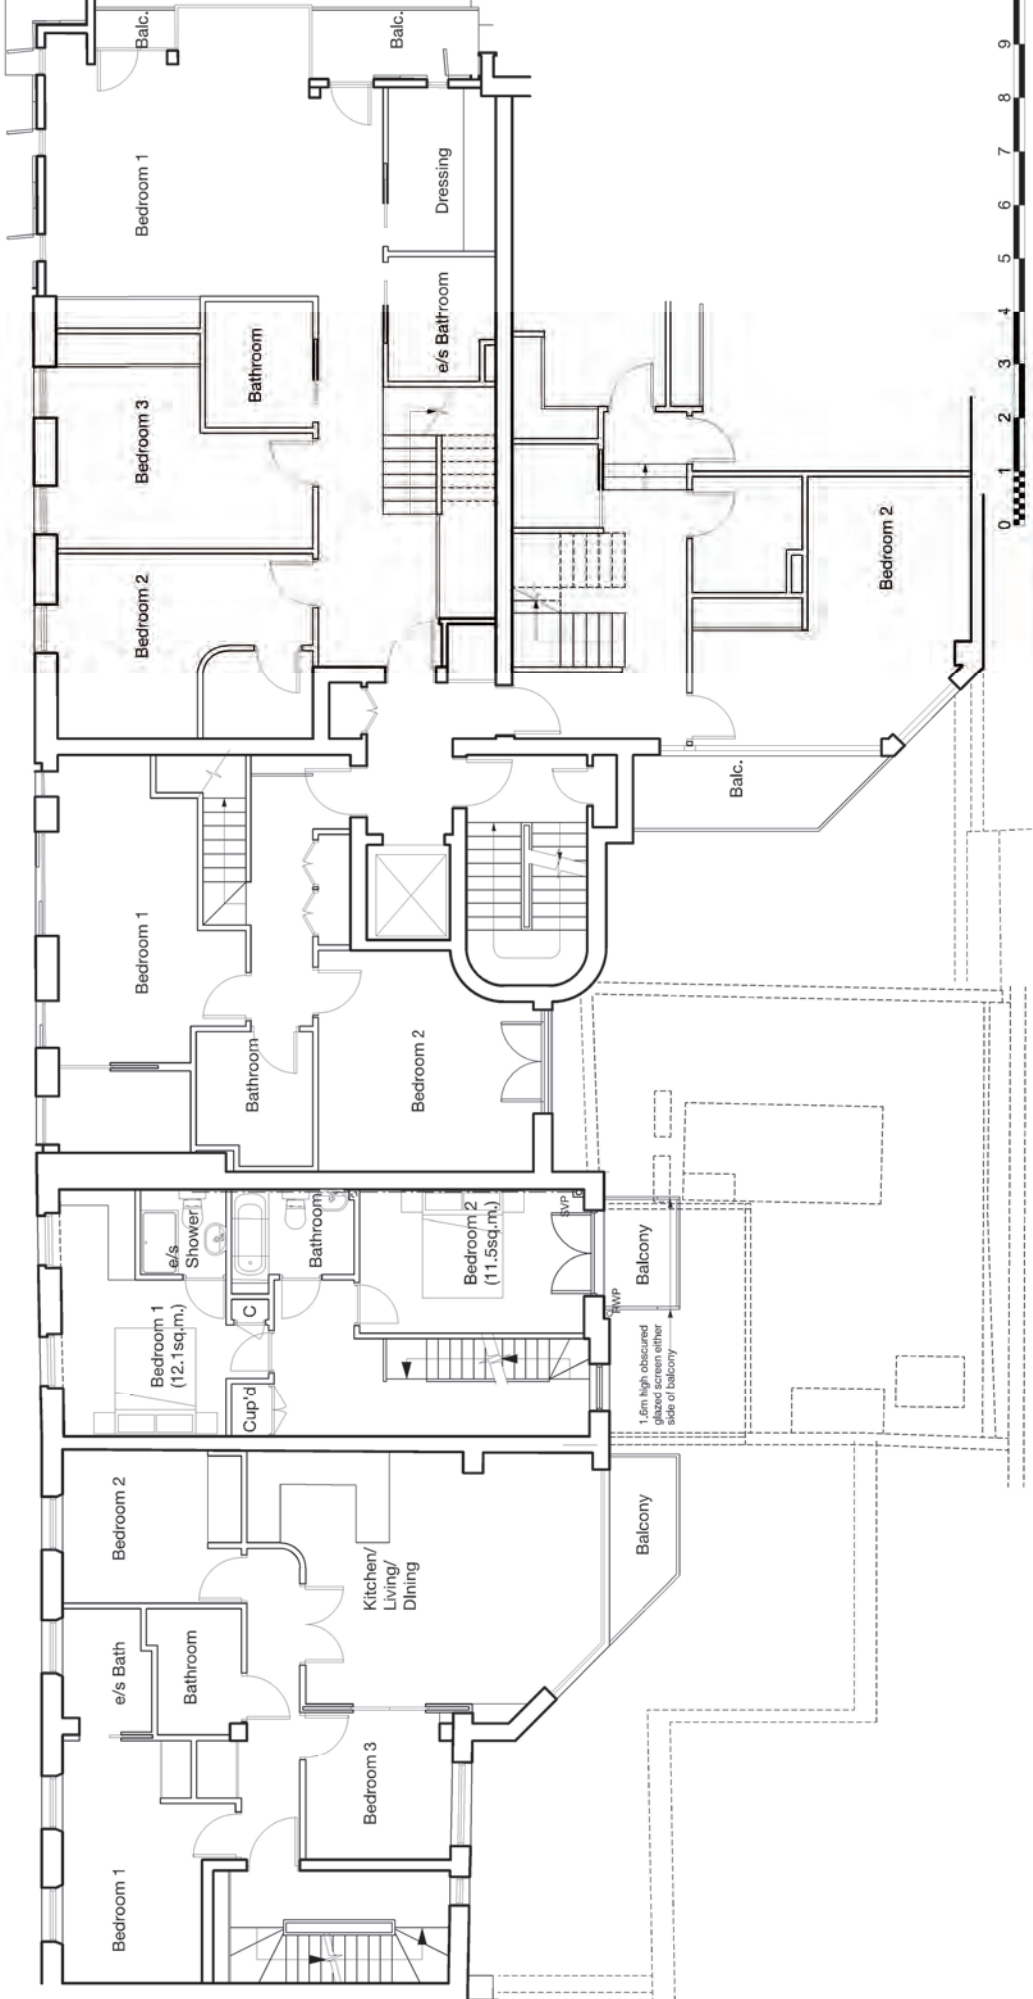 Bedroom 1
Bedroom 2
e/s Bath
Bathroom
Bedroom 3
Kitchen/
Living/
DIning
Balcony
Bedroom 1
(12.1sq.m.)
e/s
Shower
Cup'd
C
Bathroom
Bedroom 2
(11.5sq.m.)
SVP
RWP
Balcony
1.6m high obscured
glazed screen either
side of balcony
Bedroom 1
Bathroom
Bedroom 2
Bedroom 2
Bedroom 3
Bathroom
Bedroom 1
Balc.
Balc.
e/s Bathroom
Dressing
Balc.
Bedroom 2
0 1 2 3 4 5 6 7 8 9